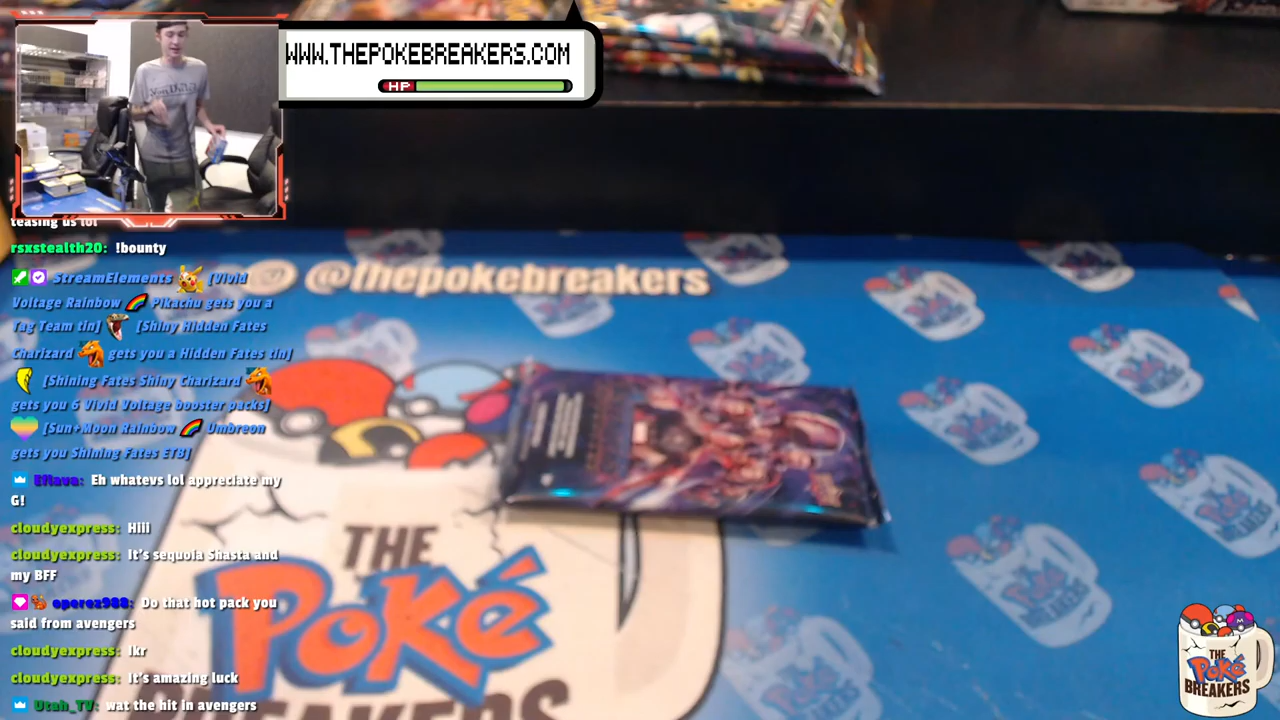 WWW.THEPOKEBREAKERS.COM
HP
teasing us lol
rsxstealth20: !bounty
StreamElements [Vivid
Voltage Rainbow Pikachu gets you a
Tag Team tin] [Shiny Hidden Fates
Charizard gets you a Hidden Fates tin]
[Shining Fates Shiny Charizard
gets you 6 Vivid Voltage booster packs]
[Sun+Moon Rainbow Umbreon
gets you Shining Fates ETB]
Eflava: Eh whatevs lol appreciate my
G!
cloudyexpress: HIii
cloudyexpress: It's sequoia Shasta and
my BFF
operez988: Do that hot pack you
said from avengers
cloudyexpress: Ikr
cloudyexpress: It's amazing luck
Utah_TV: wat the hit in avengers
@thepokebreakers
THE
Poké
BREAKERS
THE
Poké
BREAKERS